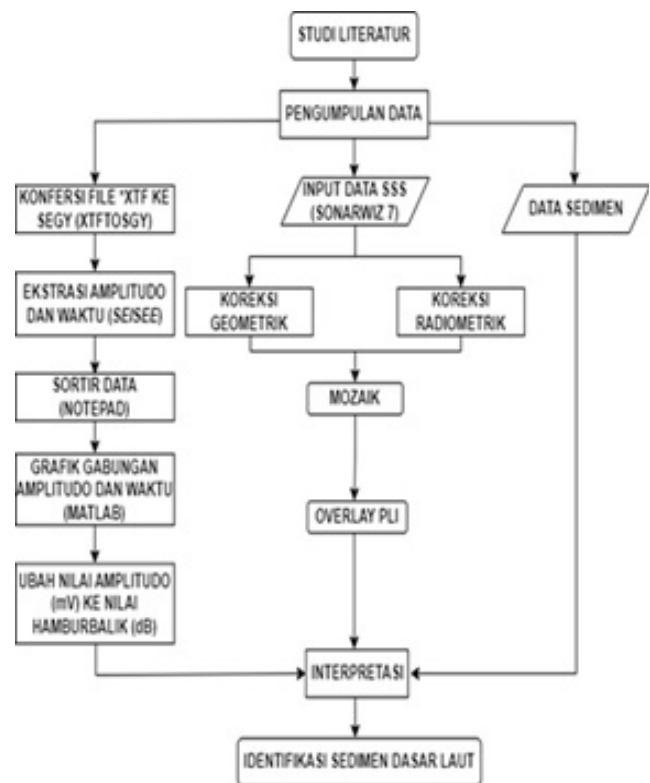 STUDI LITERATUR
PENGUMPULAN DATA
KONFERSI FILE *XTF KE
SEGY (XTFTOSGY)
INPUT DATA SSS
(SONARWIZ 7)
DATA SEDIMEN
EKSTRASI AMPLITUDO
DAN WAKTU (SEISEE)
KOREKSI
GEOMETRIK
KOREKSI
RADIOMETRIK
SORTIR DATA
(NOTEPAD)
MOZAIK
GRAFIK GABUNGAN
AMPLITUDO DAN WAKTU
(MATLAB)
OVERLAY PLI
UBAH NILAI AMPLITUDO
(mV) KE NILAI
HAMBURBALIK (dB)
INTERPRETASI
IDENTIFIKASI SEDIMEN DASAR LAUT